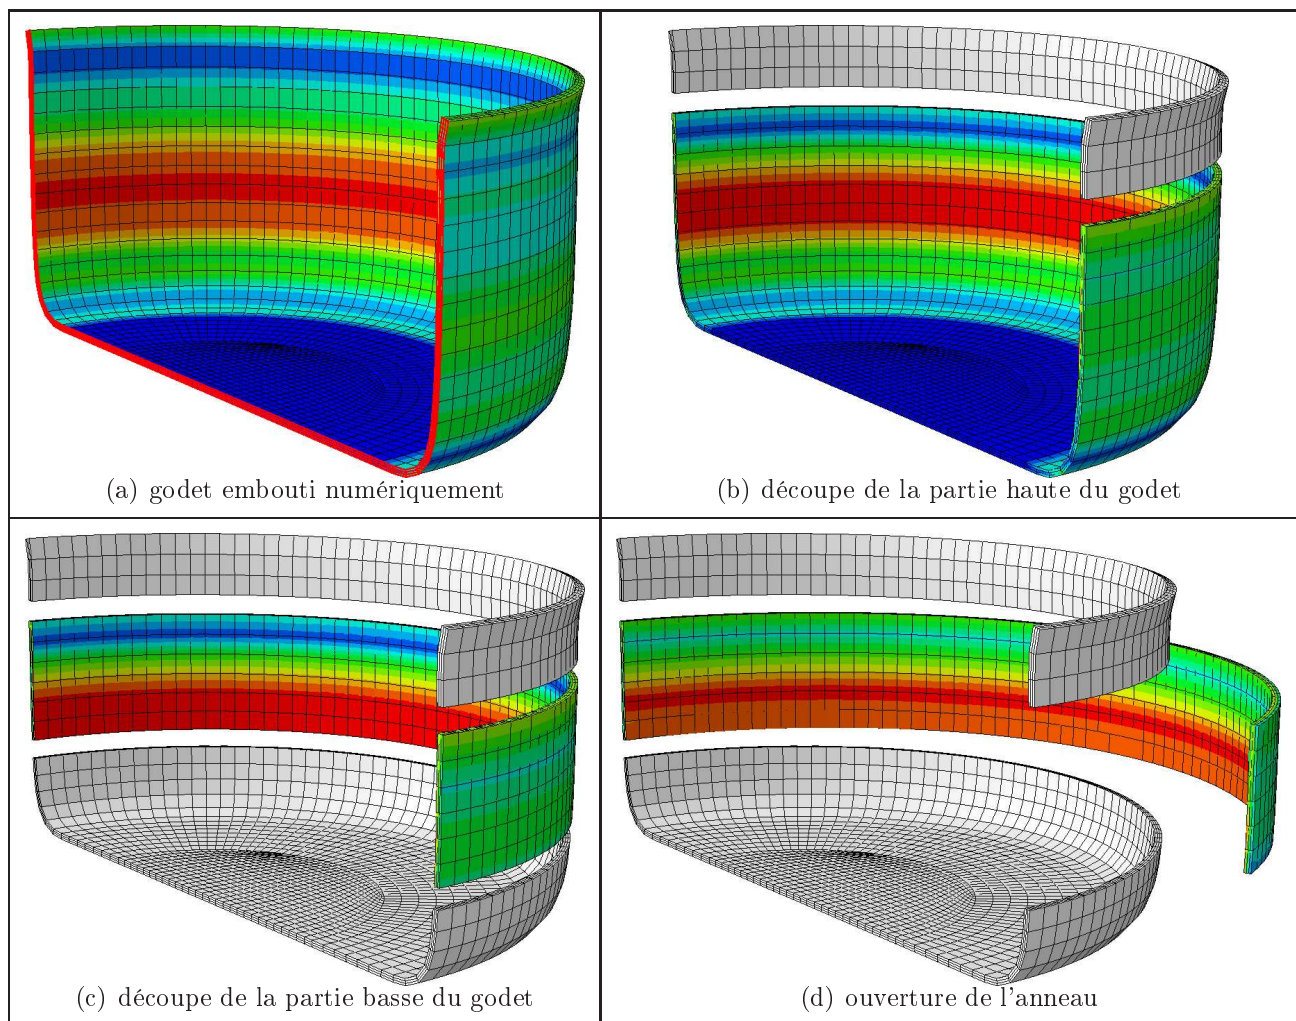 (a) godet embouti numériquement
(b) découpe de la partie haute du godet
(c) découpe de la partie basse du godet
(d) ouverture de l'anneau